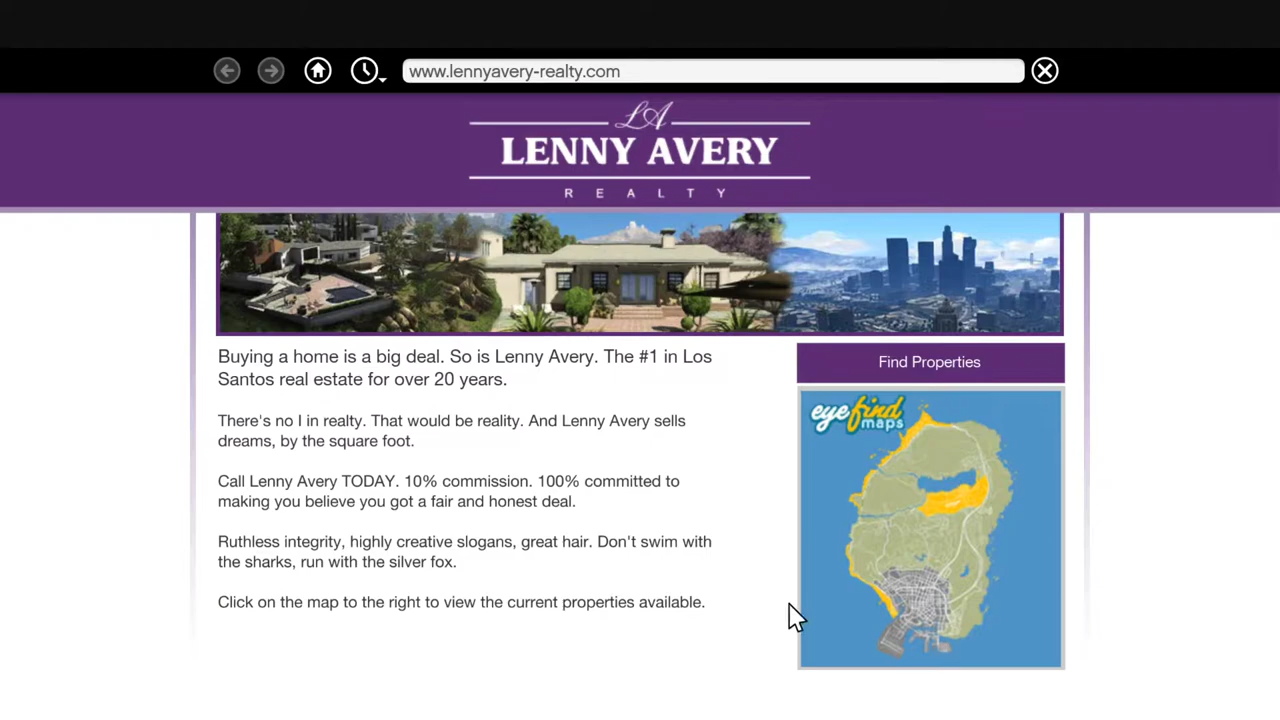 www.lennyavery-realty.com
LA
LENNY AVERY
REALTY
Buying a home is a big deal. So is Lenny Avery. The #1 in Los
Santos real estate for over 20 years.
There's no I in realty. That would be reality. And Lenny Avery sells
dreams, by the square foot.
Call Lenny Avery TODAY. 10% commission. 100% committed to
making you believe you got a fair and honest deal.
Ruthless integrity, highly creative slogans, great hair. Don't swim with
the sharks, run with the silver fox.
Click on the map to the right to view the current properties available.
Find Properties
eyefind
maps